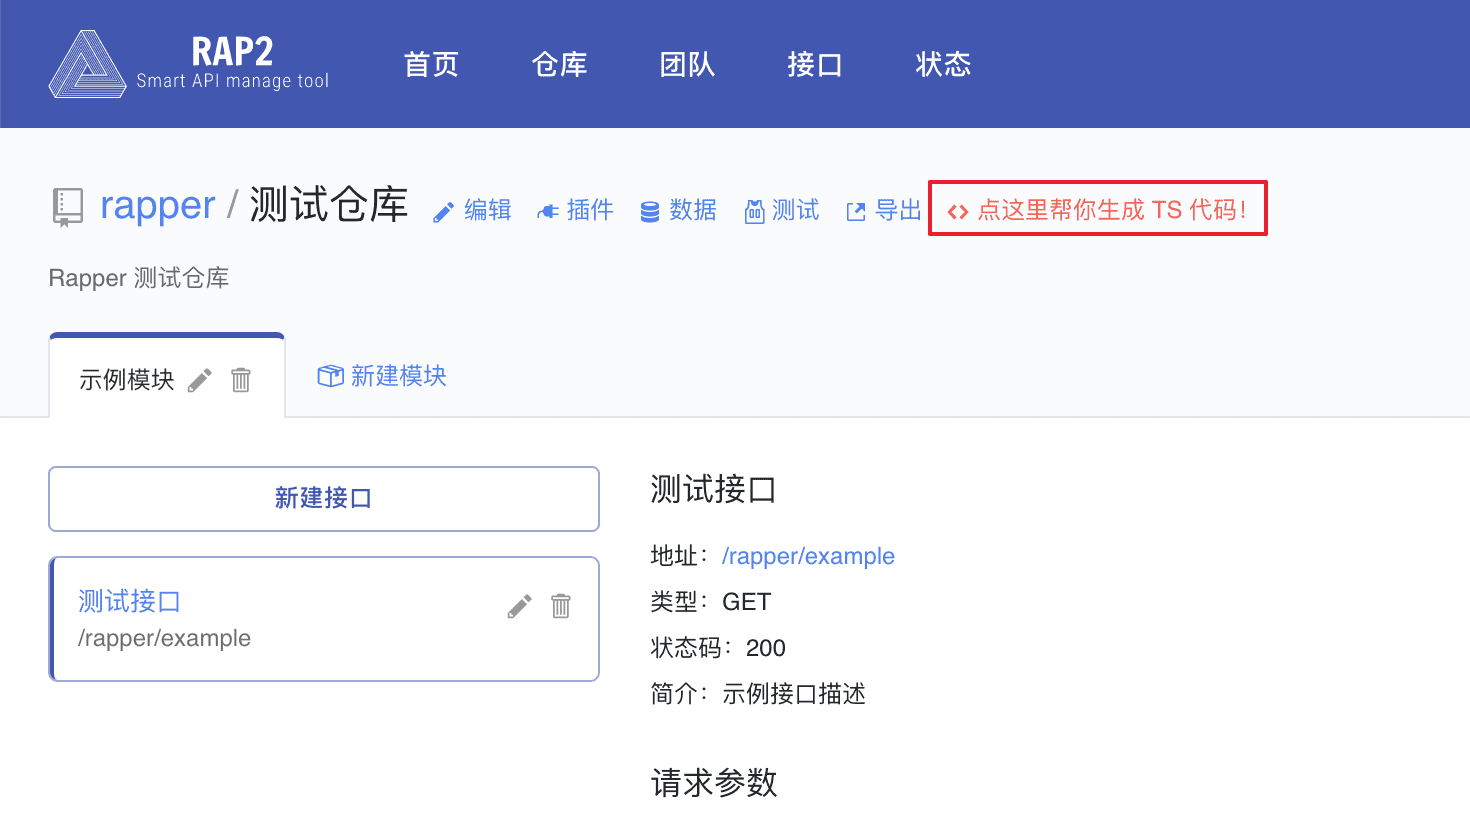 RAP2
Smart API manage tool
首页 仓库 团队 接口 状态
rapper / 测试仓库 编辑 插件 数据 测试 导出 <> 点这里帮你生成 TS 代码！
Rapper 测试仓库
示例模块 新建模块
新建接口
测试接口
/rapper/example
测试接口
地址：/rapper/example
类型：GET
状态码：200
简介：示例接口描述
请求参数